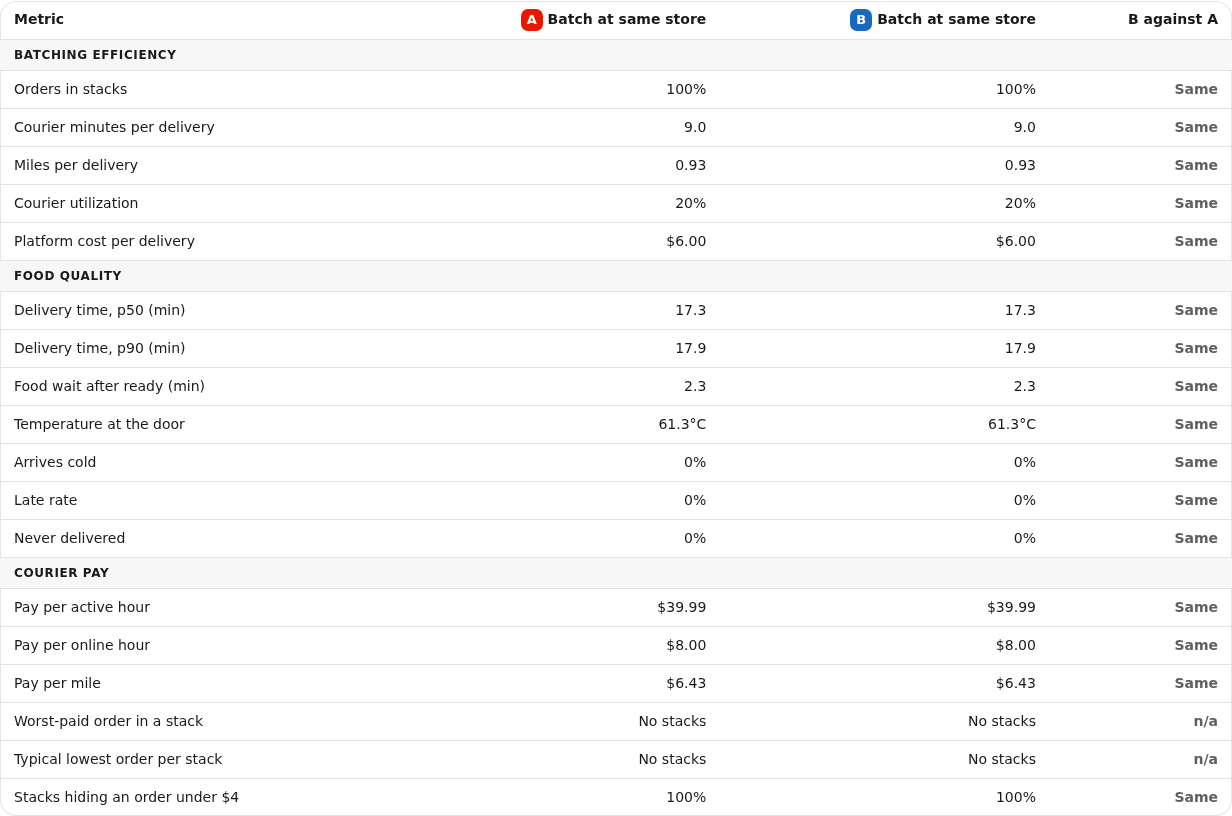 Metric A Batch at same store B Batch at same store B against A
BATCHING EFFICIENCY
Orders in stacks 100% 100% Same
Courier minutes per delivery 9.0 9.0 Same
Miles per delivery 0.93 0.93 Same
Courier utilization 20% 20% Same
Platform cost per delivery $6.00 $6.00 Same
FOOD QUALITY
Delivery time, p50 (min) 17.3 17.3 Same
Delivery time, p90 (min) 17.9 17.9 Same
Food wait after ready (min) 2.3 2.3 Same
Temperature at the door 61.3°C 61.3°C Same
Arrives cold 0% 0% Same
Late rate 0% 0% Same
Never delivered 0% 0% Same
COURIER PAY
Pay per active hour $39.99 $39.99 Same
Pay per online hour $8.00 $8.00 Same
Pay per mile $6.43 $6.43 Same
Worst-paid order in a stack No stacks No stacks n/a
Typical lowest order per stack No stacks No stacks n/a
Stacks hiding an order under $4 100% 100% Same